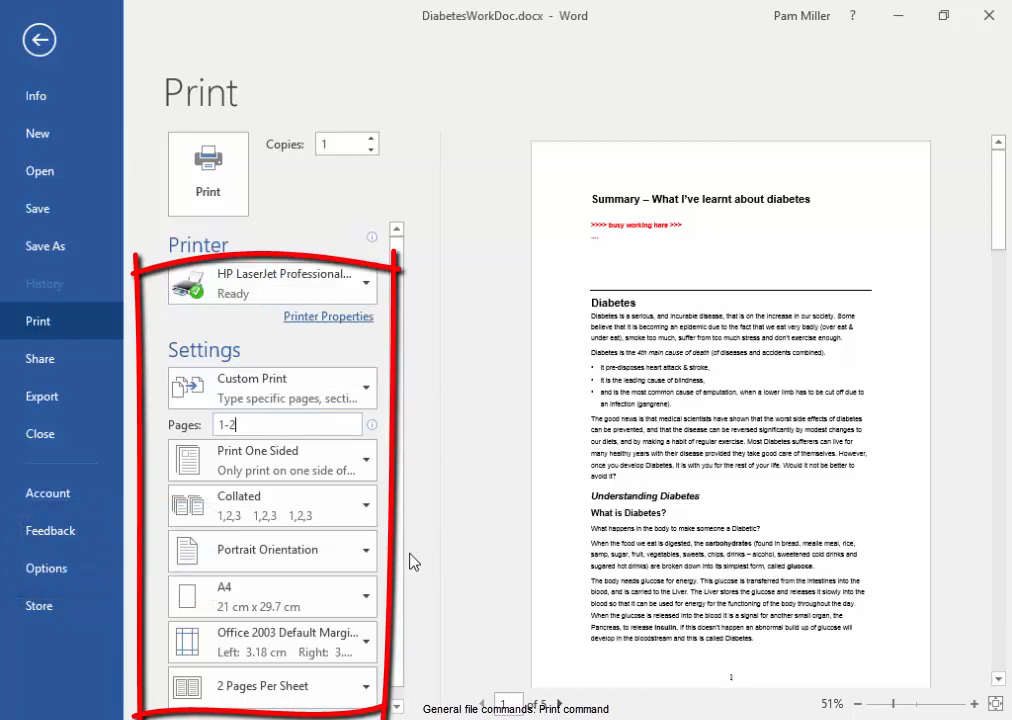 DiabetesWorkDoc.docx - Word
Pam Miller
?
Info
New
Open
Save
Save As
History
Print
Share
Export
Close
Account
Feedback
Options
Store
Print
Print
Copies: 1
Printer
HP LaserJet Professional...
Ready
Printer Properties
Settings
Custom Print
Type specific pages, secti...
Pages: 1-2
Print One Sided
Only print on one side of...
Collated
1,2,3 1,2,3 1,2,3
Portrait Orientation
A4
21 cm x 29.7 cm
Office 2003 Default Margi...
Left: 3.18 cm Right: 3....
2 Pages Per Sheet
Summary – What I've learnt about diabetes
>>>> busy working here >>>
....
Diabetes
Diabetes is a serious, and incurable disease, that is on the increase in our society. Some
believe that it is becoming an epidemic due to the fact that we eat very badly (over eat &
under eat), smoke too much, suffer from too much stress and don't exercise enough.
Diabetes is the 4th main cause of death (of diseases and accidents combined).
• It pre-disposes heart attack & stroke,
• It is the leading cause of blindness,
• and is the most common cause of amputation, when a lower limb has to be cut off due to
an infection (gangrene).
The good news is that medical scientists have shown that the worst side effects of diabetes
can be prevented, and that the disease can be reversed significantly by modest changes to
our diets, and by making a habit of regular exercise. Most Diabetes sufferers can live for
many healthy years with their disease provided they take good care of themselves. However,
once you develop Diabetes, it is with you for the rest of your life. Would it not be better to
avoid it?
Understanding Diabetes
What is Diabetes?
What happens in the body to make someone a Diabetic?
When the food we eat is digested, the carbohydrates (found in bread, mealie meal, rice,
samp, sugar, fruit, vegetables, sweets, chips, drinks – alcohol, sweetened cold drinks and
sugared hot drinks) are broken down into its simplest form, called glucose.
The body needs glucose for energy. This glucose is transferred from the intestines into the
blood, and is carried to the Liver. The Liver stores the glucose and releases it slowly into the
blood so that it can be used for energy for the functioning of the body throughout the day.
When the glucose is released into the blood it is a signal for another small organ, the
Pancreas, to release insulin. If this doesn't happen an abnormal build up of glucose will
develop in the bloodstream and this is called Diabetes.
1
1 of 5
51%
General file commands: Print command